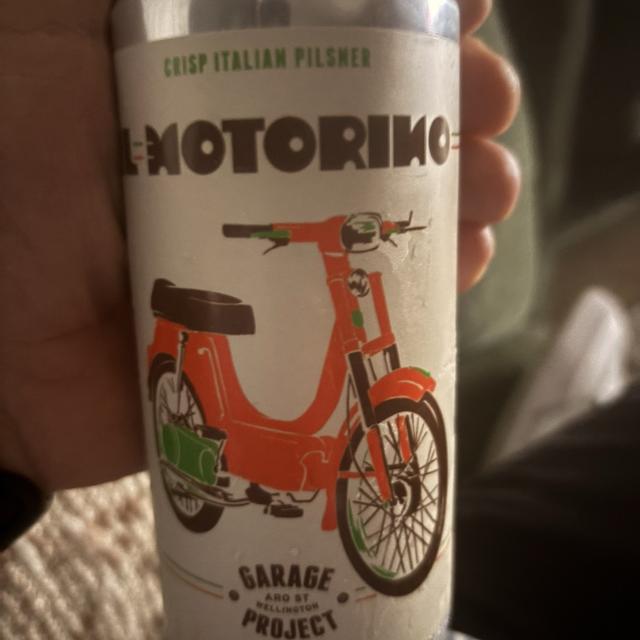 CRISP ITALIAN PILSNER
IL MOTORINO
GARAGE
ARO ST
WELLINGTON
PROJECT